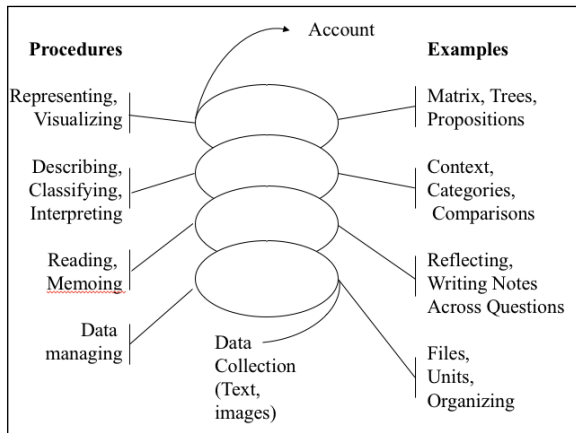 Account
Procedures
Examples
Representing,
Visualizing
Matrix, Trees,
Propositions
Describing,
Classifying,
Interpreting
Context,
Categories,
Comparisons
Reading,
Memoing
Reflecting,
Writing Notes
Across Questions
Data
managing
Data
Collection
(Text,
images)
Files,
Units,
Organizing